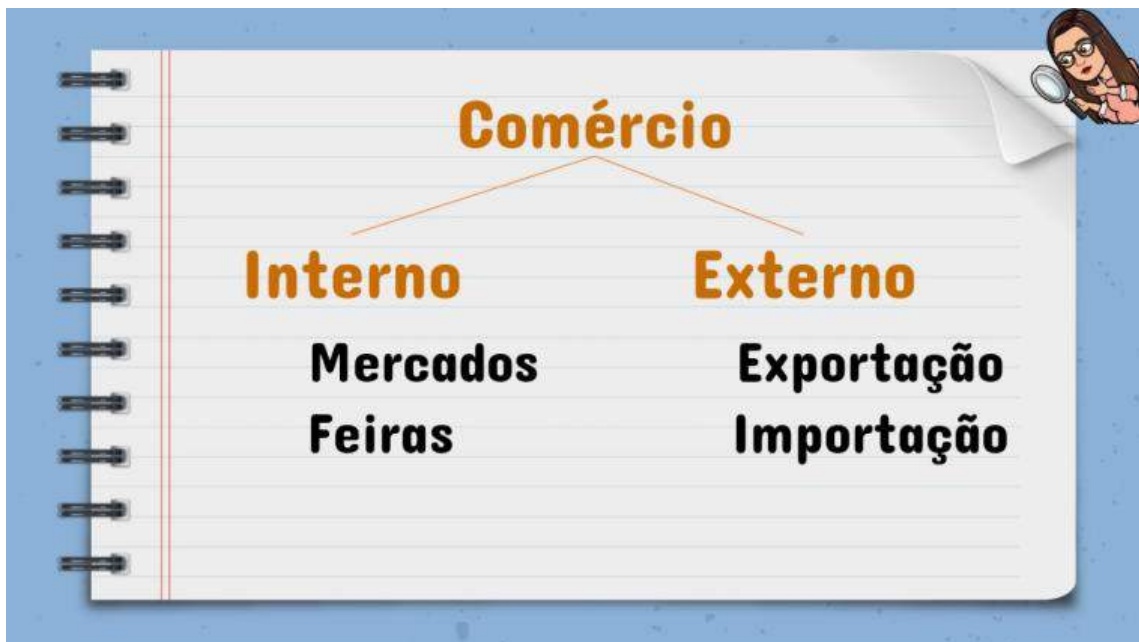 Comércio
Interno
Externo
Mercados
Feiras
Exportação
Importação